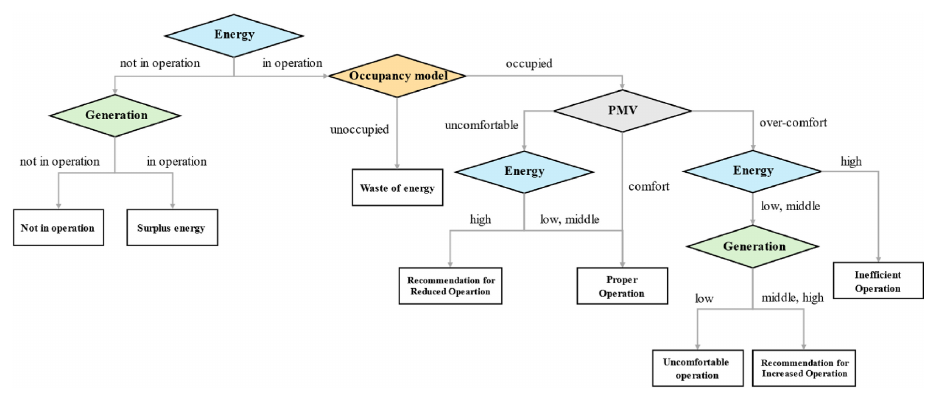 Energy
not in operation
in operation
Occupancy model
occupied
Generation
PMV
unoccupied
uncomfortable
over-comfort
not in operation
in operation
Energy
Energy
high
Waste of energy
comfort
low, middle
Not in operation
Surplus energy
high
low, middle
Generation
Recommendation for
Reduced Opeartion
Proper
Operation
Inefficient
Operation
low
middle, high
Uncomfortable
operation
Recommendation for
Increased Operation